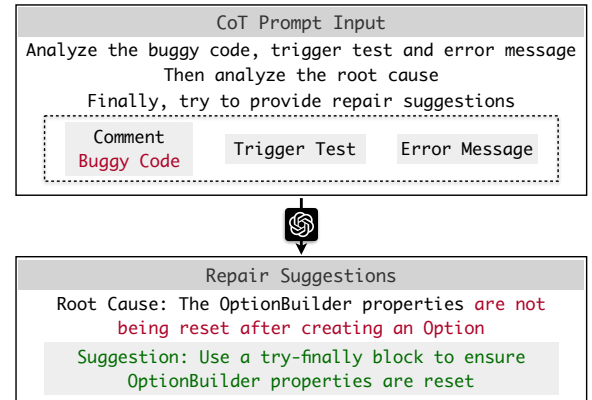 CoT Prompt Input
Analyze the buggy code, trigger test and error message
Then analyze the root cause
Finally, try to provide repair suggestions
Comment
Buggy Code
Trigger Test
Error Message
Repair Suggestions
Root Cause: The OptionBuilder properties are not
being reset after creating an Option
Suggestion: Use a try-finally block to ensure
OptionBuilder properties are reset